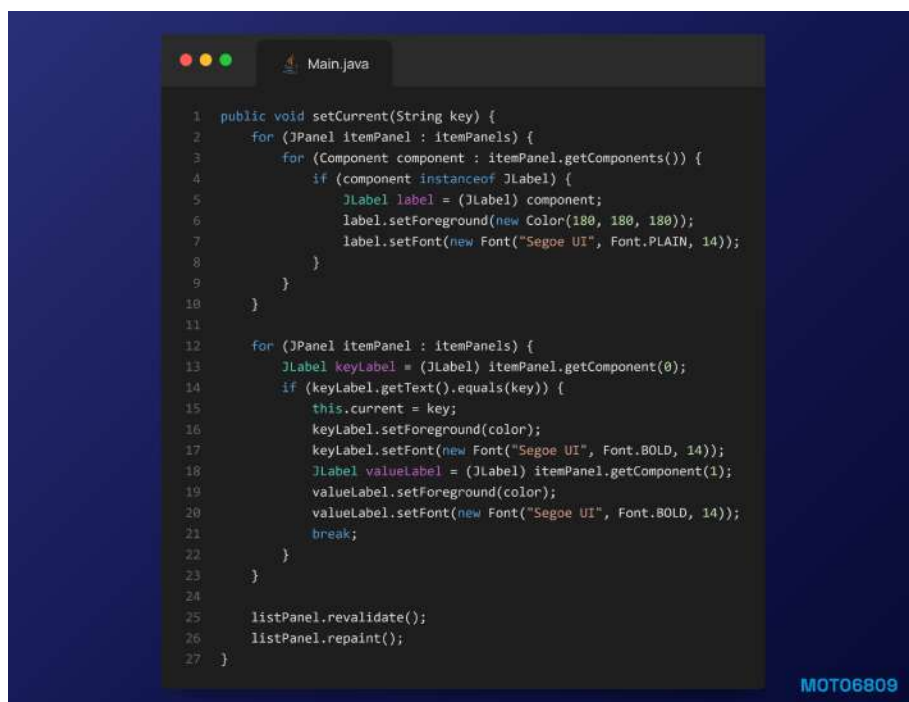 Main.java
1 public void setCurrent(String key) {
2     for (JPanel itemPanel : itemPanels) {
3         for (Component component : itemPanel.getComponents()) {
4             if (component instanceof JLabel) {
5                 JLabel label = (JLabel) component;
6                 label.setForeground(new Color(180, 180, 180));
7                 label.setFont(new Font("Segoe UI", Font.PLAIN, 14));
8             }
9         }
10     }
11
12     for (JPanel itemPanel : itemPanels) {
13         JLabel keyLabel = (JLabel) itemPanel.getComponent(0);
14         if (keyLabel.getText().equals(key)) {
15             this.current = key;
16             keyLabel.setForeground(color);
17             keyLabel.setFont(new Font("Segoe UI", Font.BOLD, 14));
18             JLabel valueLabel = (JLabel) itemPanel.getComponent(1);
19             valueLabel.setForeground(color);
20             valueLabel.setFont(new Font("Segoe UI", Font.BOLD, 14));
21             break;
22         }
23     }
24
25     listPanel.revalidate();
26     listPanel.repaint();
27 }
MOTO6809